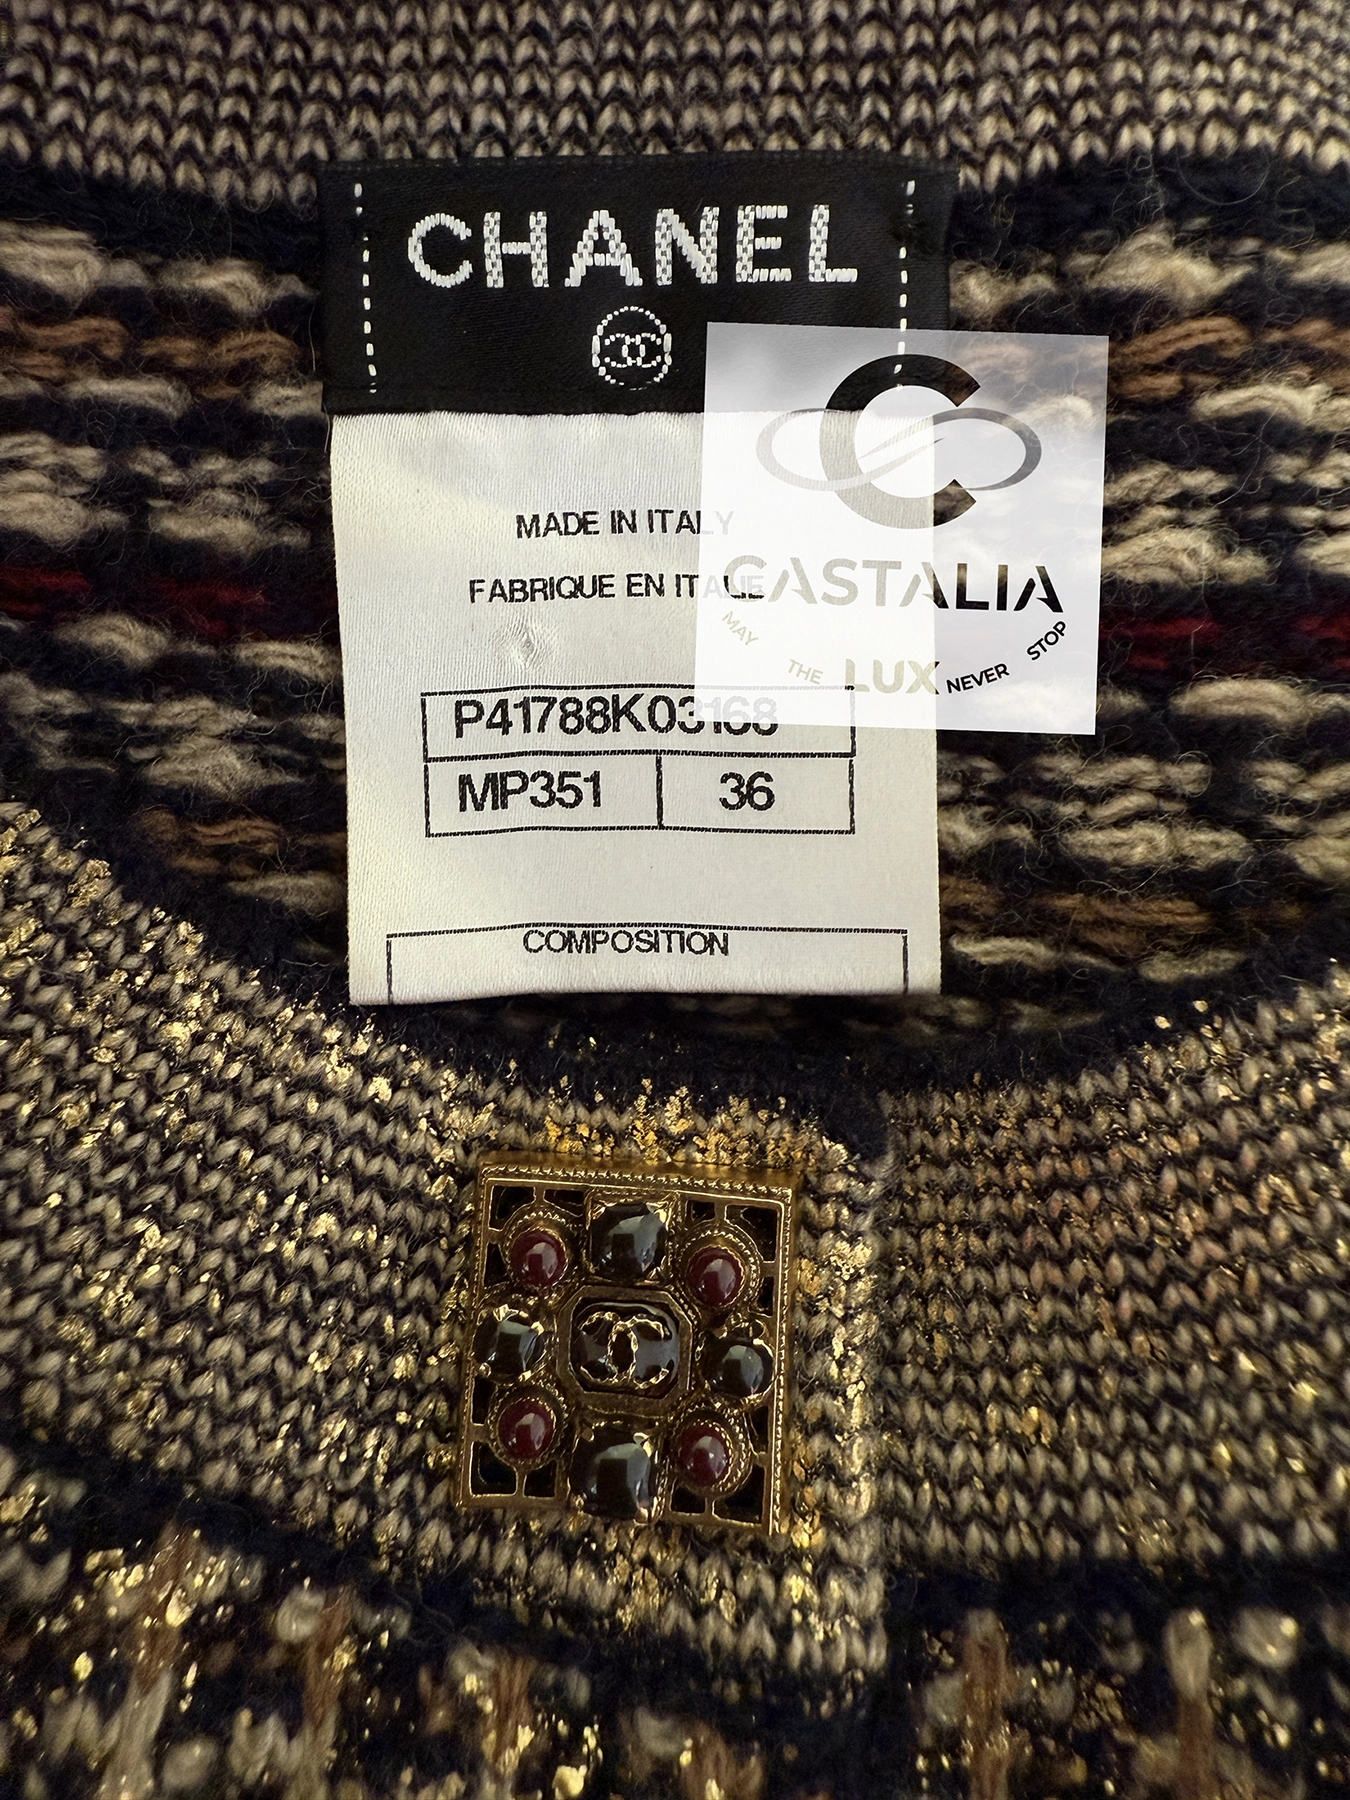 CHANEL
MADE IN ITALY
FABRIQUE EN ITALIE
P41788K03168
MP351 36
COMPOSITION
CASTALIA
MAY THE LUX NEVER STOP